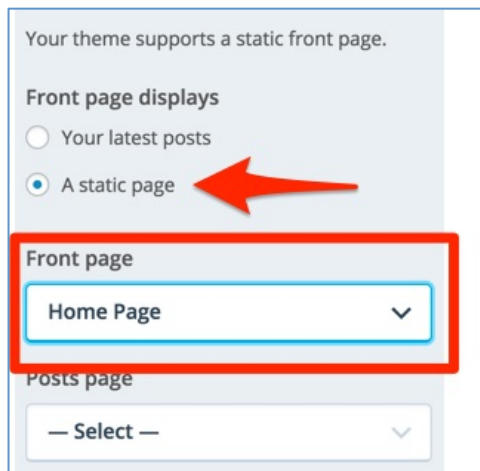 Your theme supports a static front page.
Front page displays
Your latest posts
A static page
Front page
Home Page
Posts page
— Select —